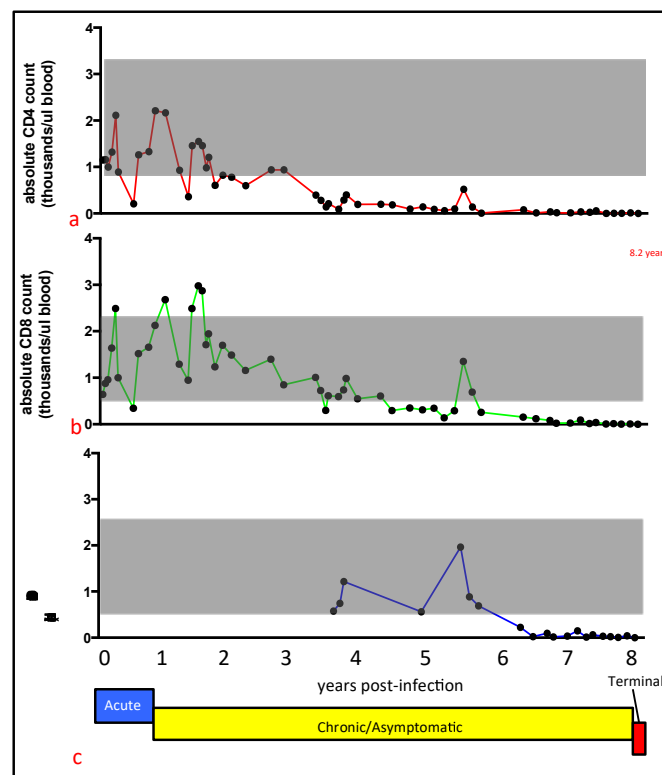 4
3
2
1
0
absolute CD4 count
(thousands/ul blood)
a
8.2 year
4
3
2
1
0
absolute CD8 count
(thousands/ul blood)
b
4
3
2
1
0
0 1 2 3 4 5 6 7 8
years post-infection
Terminal
Acute
Chronic/Asymptomatic
c